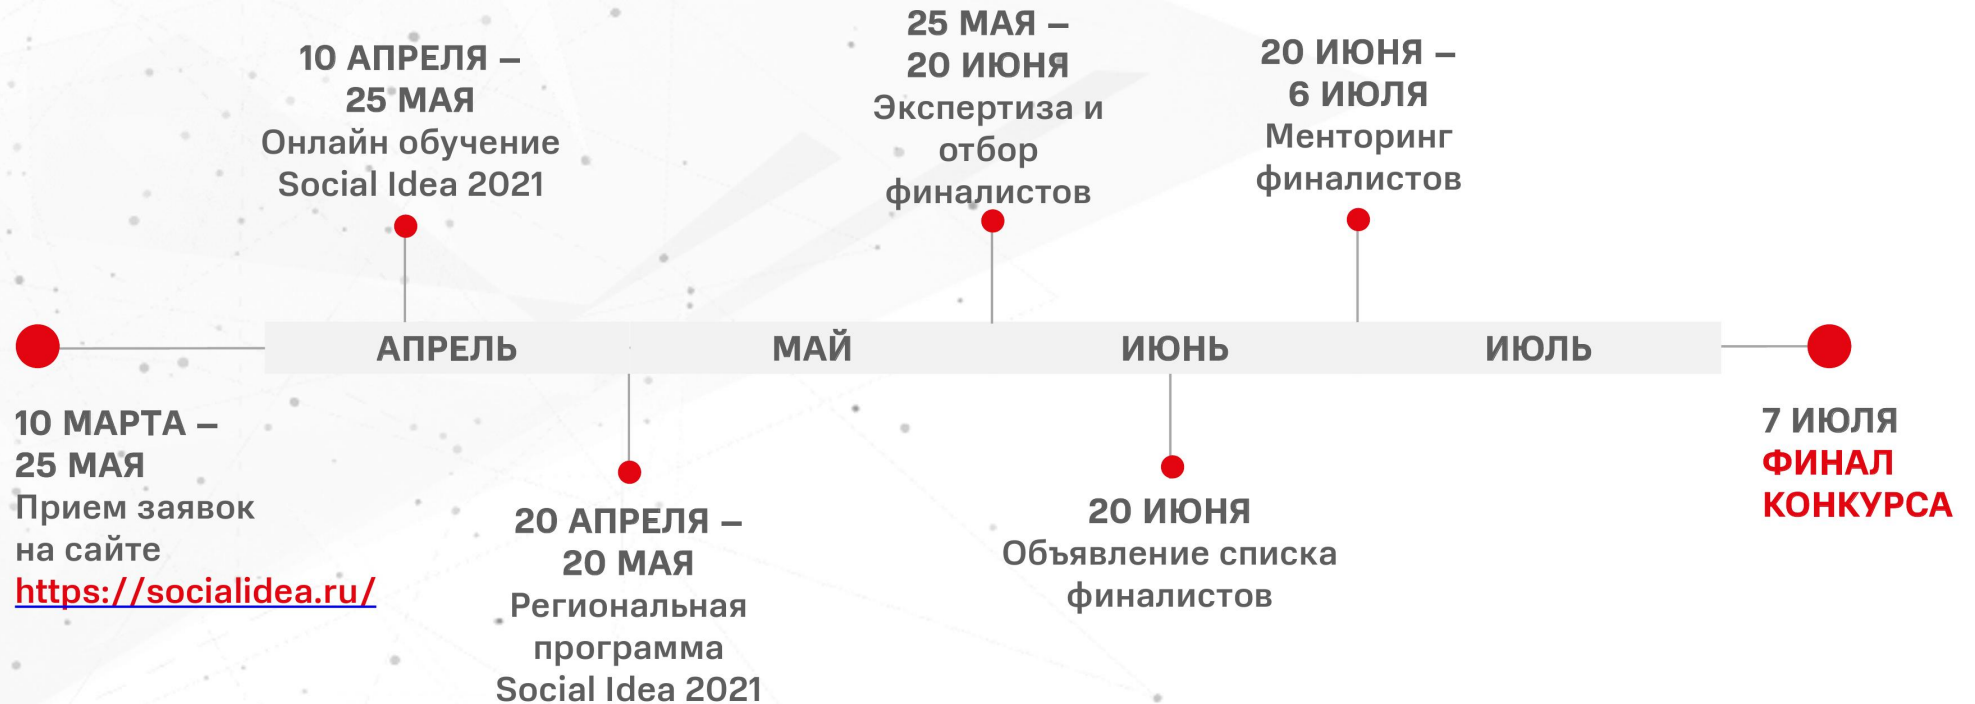 10 АПРЕЛЯ –
25 МАЯ
Онлайн обучение
Social Idea 2021
25 МАЯ –
20 ИЮНЯ
Экспертиза и
отбор
финалистов
20 ИЮНЯ –
6 ИЮЛЯ
Менторинг
финалистов
АПРЕЛЬ
МАЙ
ИЮНЬ
ИЮЛЬ
10 МАРТА –
25 МАЯ
Прием заявок
на сайте
https://socialidea.ru/
20 АПРЕЛЯ –
20 МАЯ
Региональная
программа
Social Idea 2021
20 ИЮНЯ
Объявление списка
финалистов
7 ИЮЛЯ
ФИНАЛ
КОНКУРСА